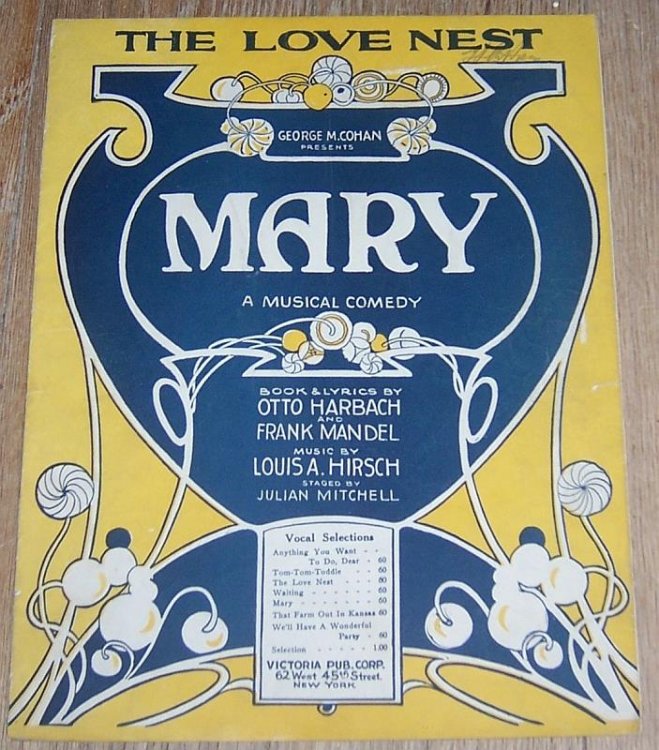 THE LOVE NEST
GEORGE M. COHAN
PRESENTS
MARY
A MUSICAL COMEDY
BOOK & LYRICS BY
OTTO HARBACH
AND
FRANK MANDEL
MUSIC BY
LOUIS A. HIRSCH
STAGED BY
JULIAN MITCHELL
Vocal Selections
Anything You Want - -
To Do, Dear - 60
Tom-Tom-Toddle - - - 60
The Love Nest - - - 80
Waiting - - - - - - 60
Mary - - - - - - - 60
That Farm Out In Kansas 60
We'll Have A Wonderful
Party - 60
Selection - - - - - 1.00
VICTORIA PUB. CORP.
62 West 45th Street.
NEW YORK